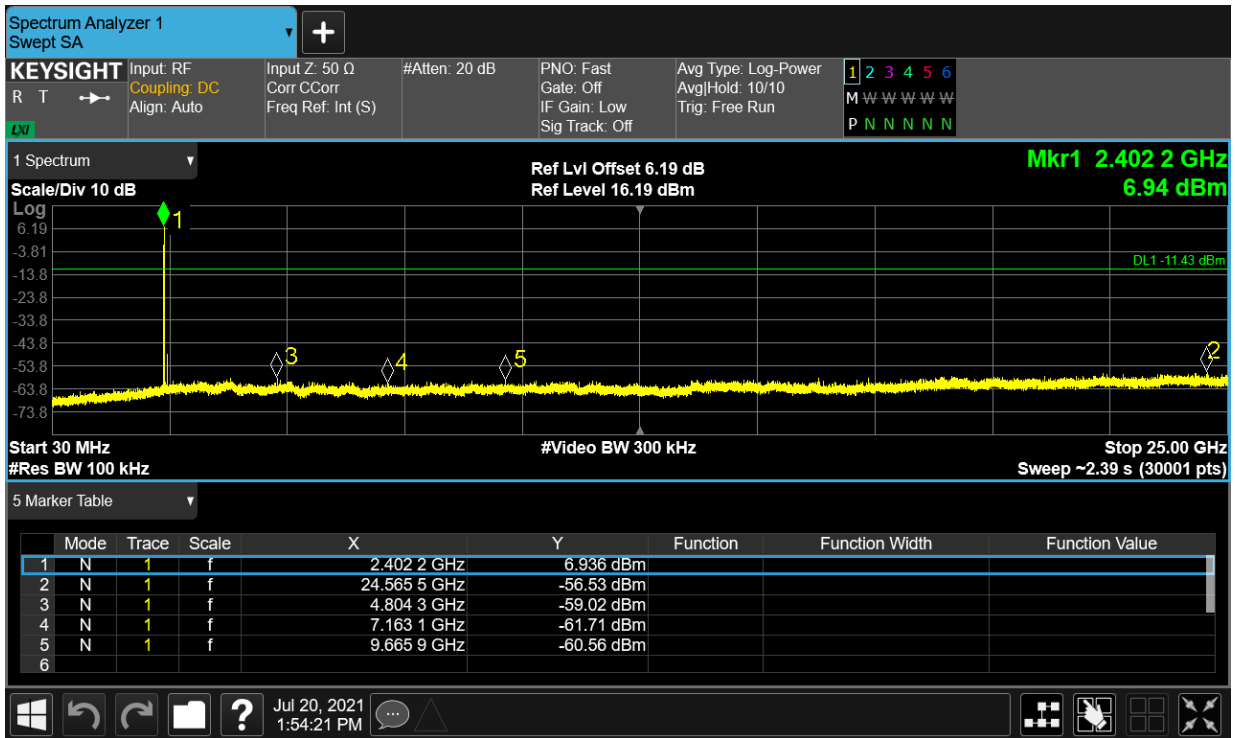 Spectrum Analyzer 1
Swept SA
+
KEYSIGHT
R T
LXI
Input: RF
Coupling: DC
Align: Auto
Input Z: 50 Ω
Corr CCorr
Freq Ref: Int (S)
#Atten: 20 dB
PNO: Fast
Gate: Off
IF Gain: Low
Sig Track: Off
Avg Type: Log-Power
Avg|Hold: 10/10
Trig: Free Run
1 2 3 4 5 6
M W W W W W
P N N N N N
1 Spectrum
Scale/Div 10 dB
Ref Lvl Offset 6.19 dB
Ref Level 16.19 dBm
Mkr1 2.402 2 GHz
6.94 dBm
Log
6.19
-3.81
-13.8
-23.8
-33.8
-43.8
-53.8
-63.8
-73.8
1
DL1 -11.43 dBm
3
4
5
2
Start 30 MHz
#Res BW 100 kHz
#Video BW 300 kHz
Stop 25.00 GHz
Sweep ~2.39 s (30001 pts)
5 Marker Table
Mode Trace Scale X Y Function Function Width Function Value
1 N 1 f 2.402 2 GHz 6.936 dBm
2 N 1 f 24.565 5 GHz -56.53 dBm
3 N 1 f 4.804 3 GHz -59.02 dBm
4 N 1 f 7.163 1 GHz -61.71 dBm
5 N 1 f 9.665 9 GHz -60.56 dBm
6
?
Jul 20, 2021
1:54:21 PM